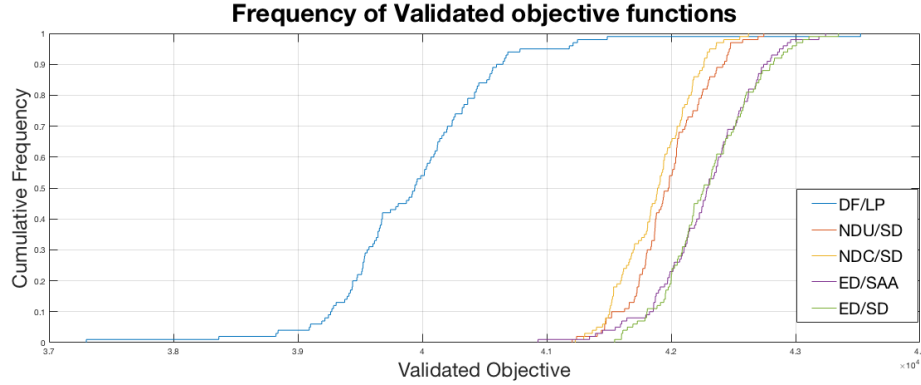 Frequency of Validated objective functions
Cumulative Frequency
1
0.9
0.8
0.7
0.6
0.5
0.4
0.3
0.2
0.1
0
DF/LP
NDU/SD
NDC/SD
ED/SAA
ED/SD
3.7 3.8 3.9 4 4.1 4.2 4.3
×10⁴
Validated Objective